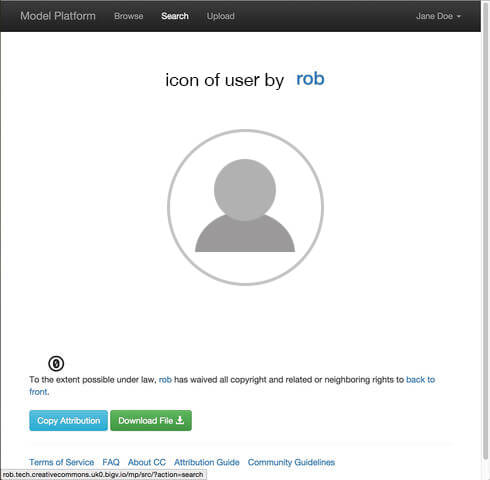 Model Platform Browse Search Upload Jane Doe
icon of user by rob
0
To the extent possible under law, rob has waived all copyright and related or neighboring rights to back to
front.
Copy Attribution Download File
Terms of Service FAQ About CC Attribution Guide Community Guidelines
rob.tech.creativecommons.uk0.bigv.io/mp/src/?action=search